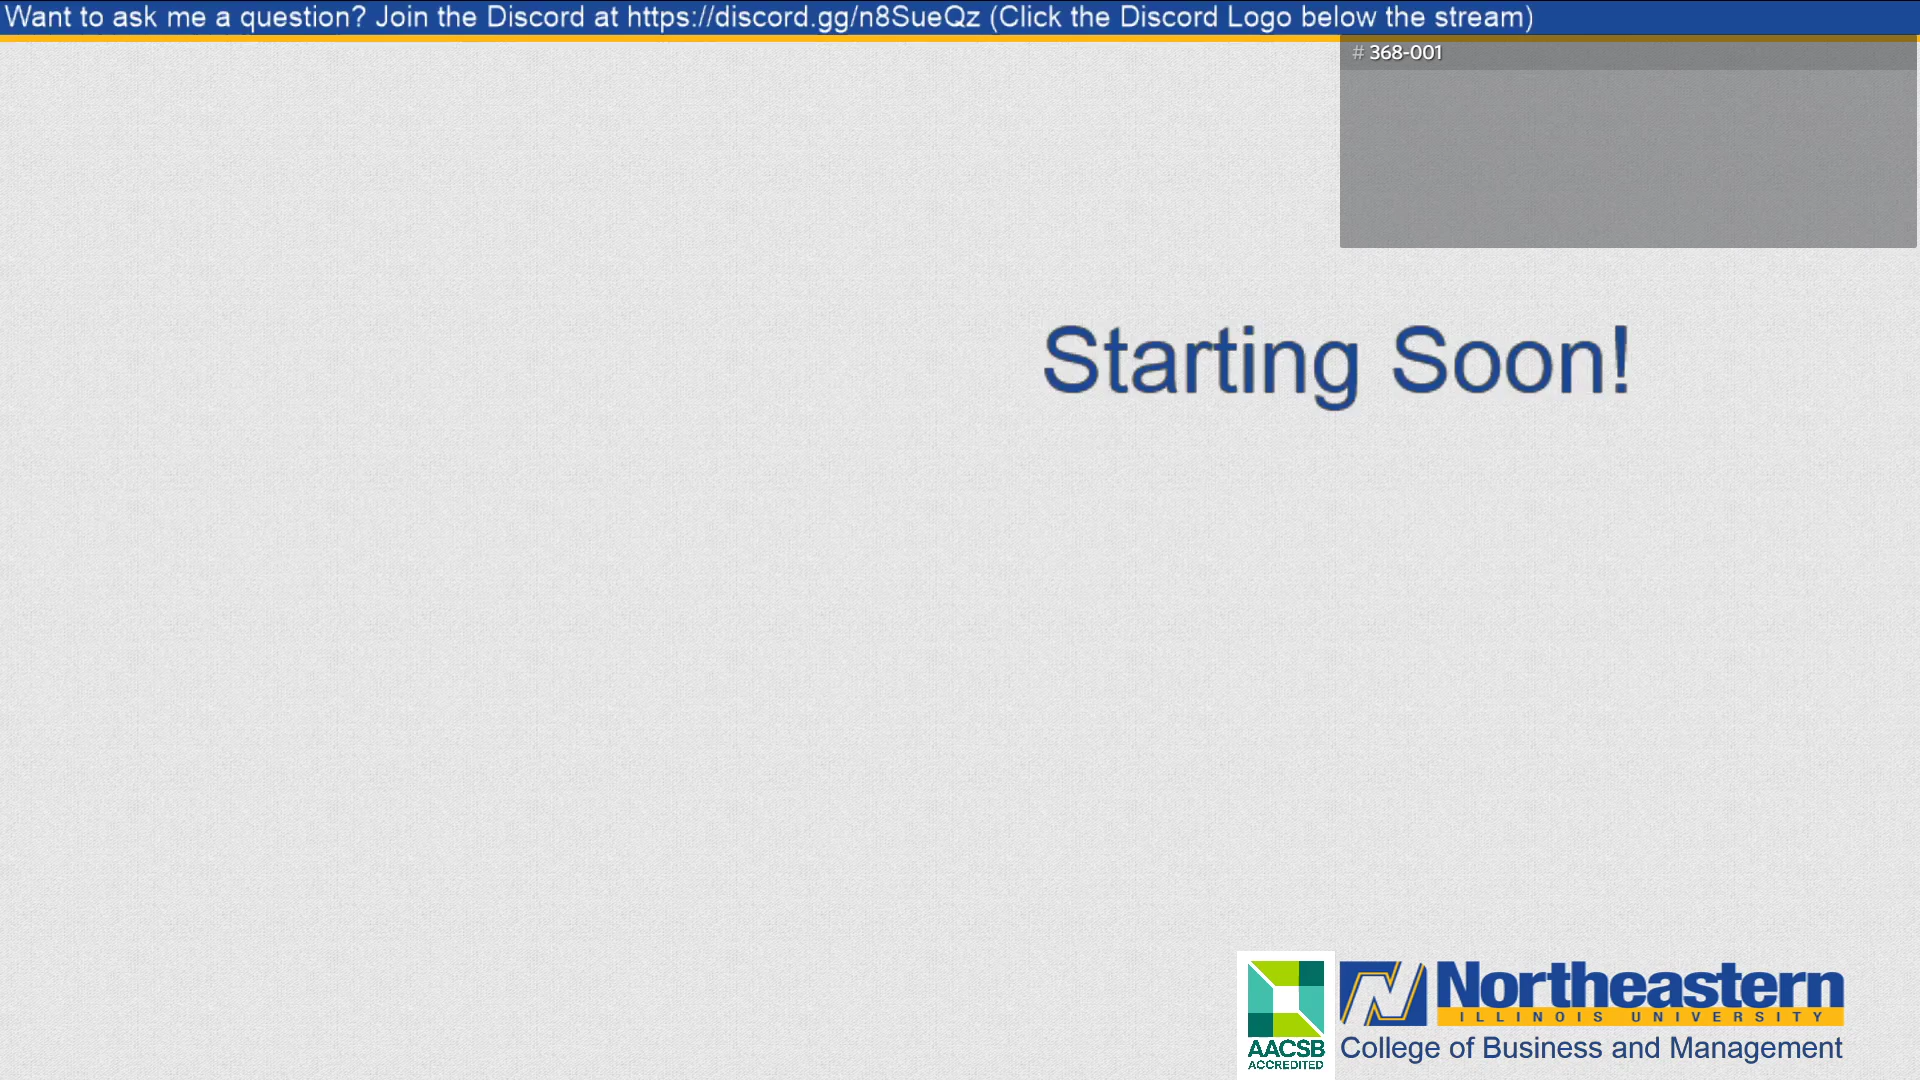 Want to ask me a question? Join the Discord at https://discord.gg/n8SueQz (Click the Discord Logo below the stream)
# 368-001
Starting Soon!
AACSB
ACCREDITED
Northeastern
ILLINOIS UNIVERSITY
College of Business and Management